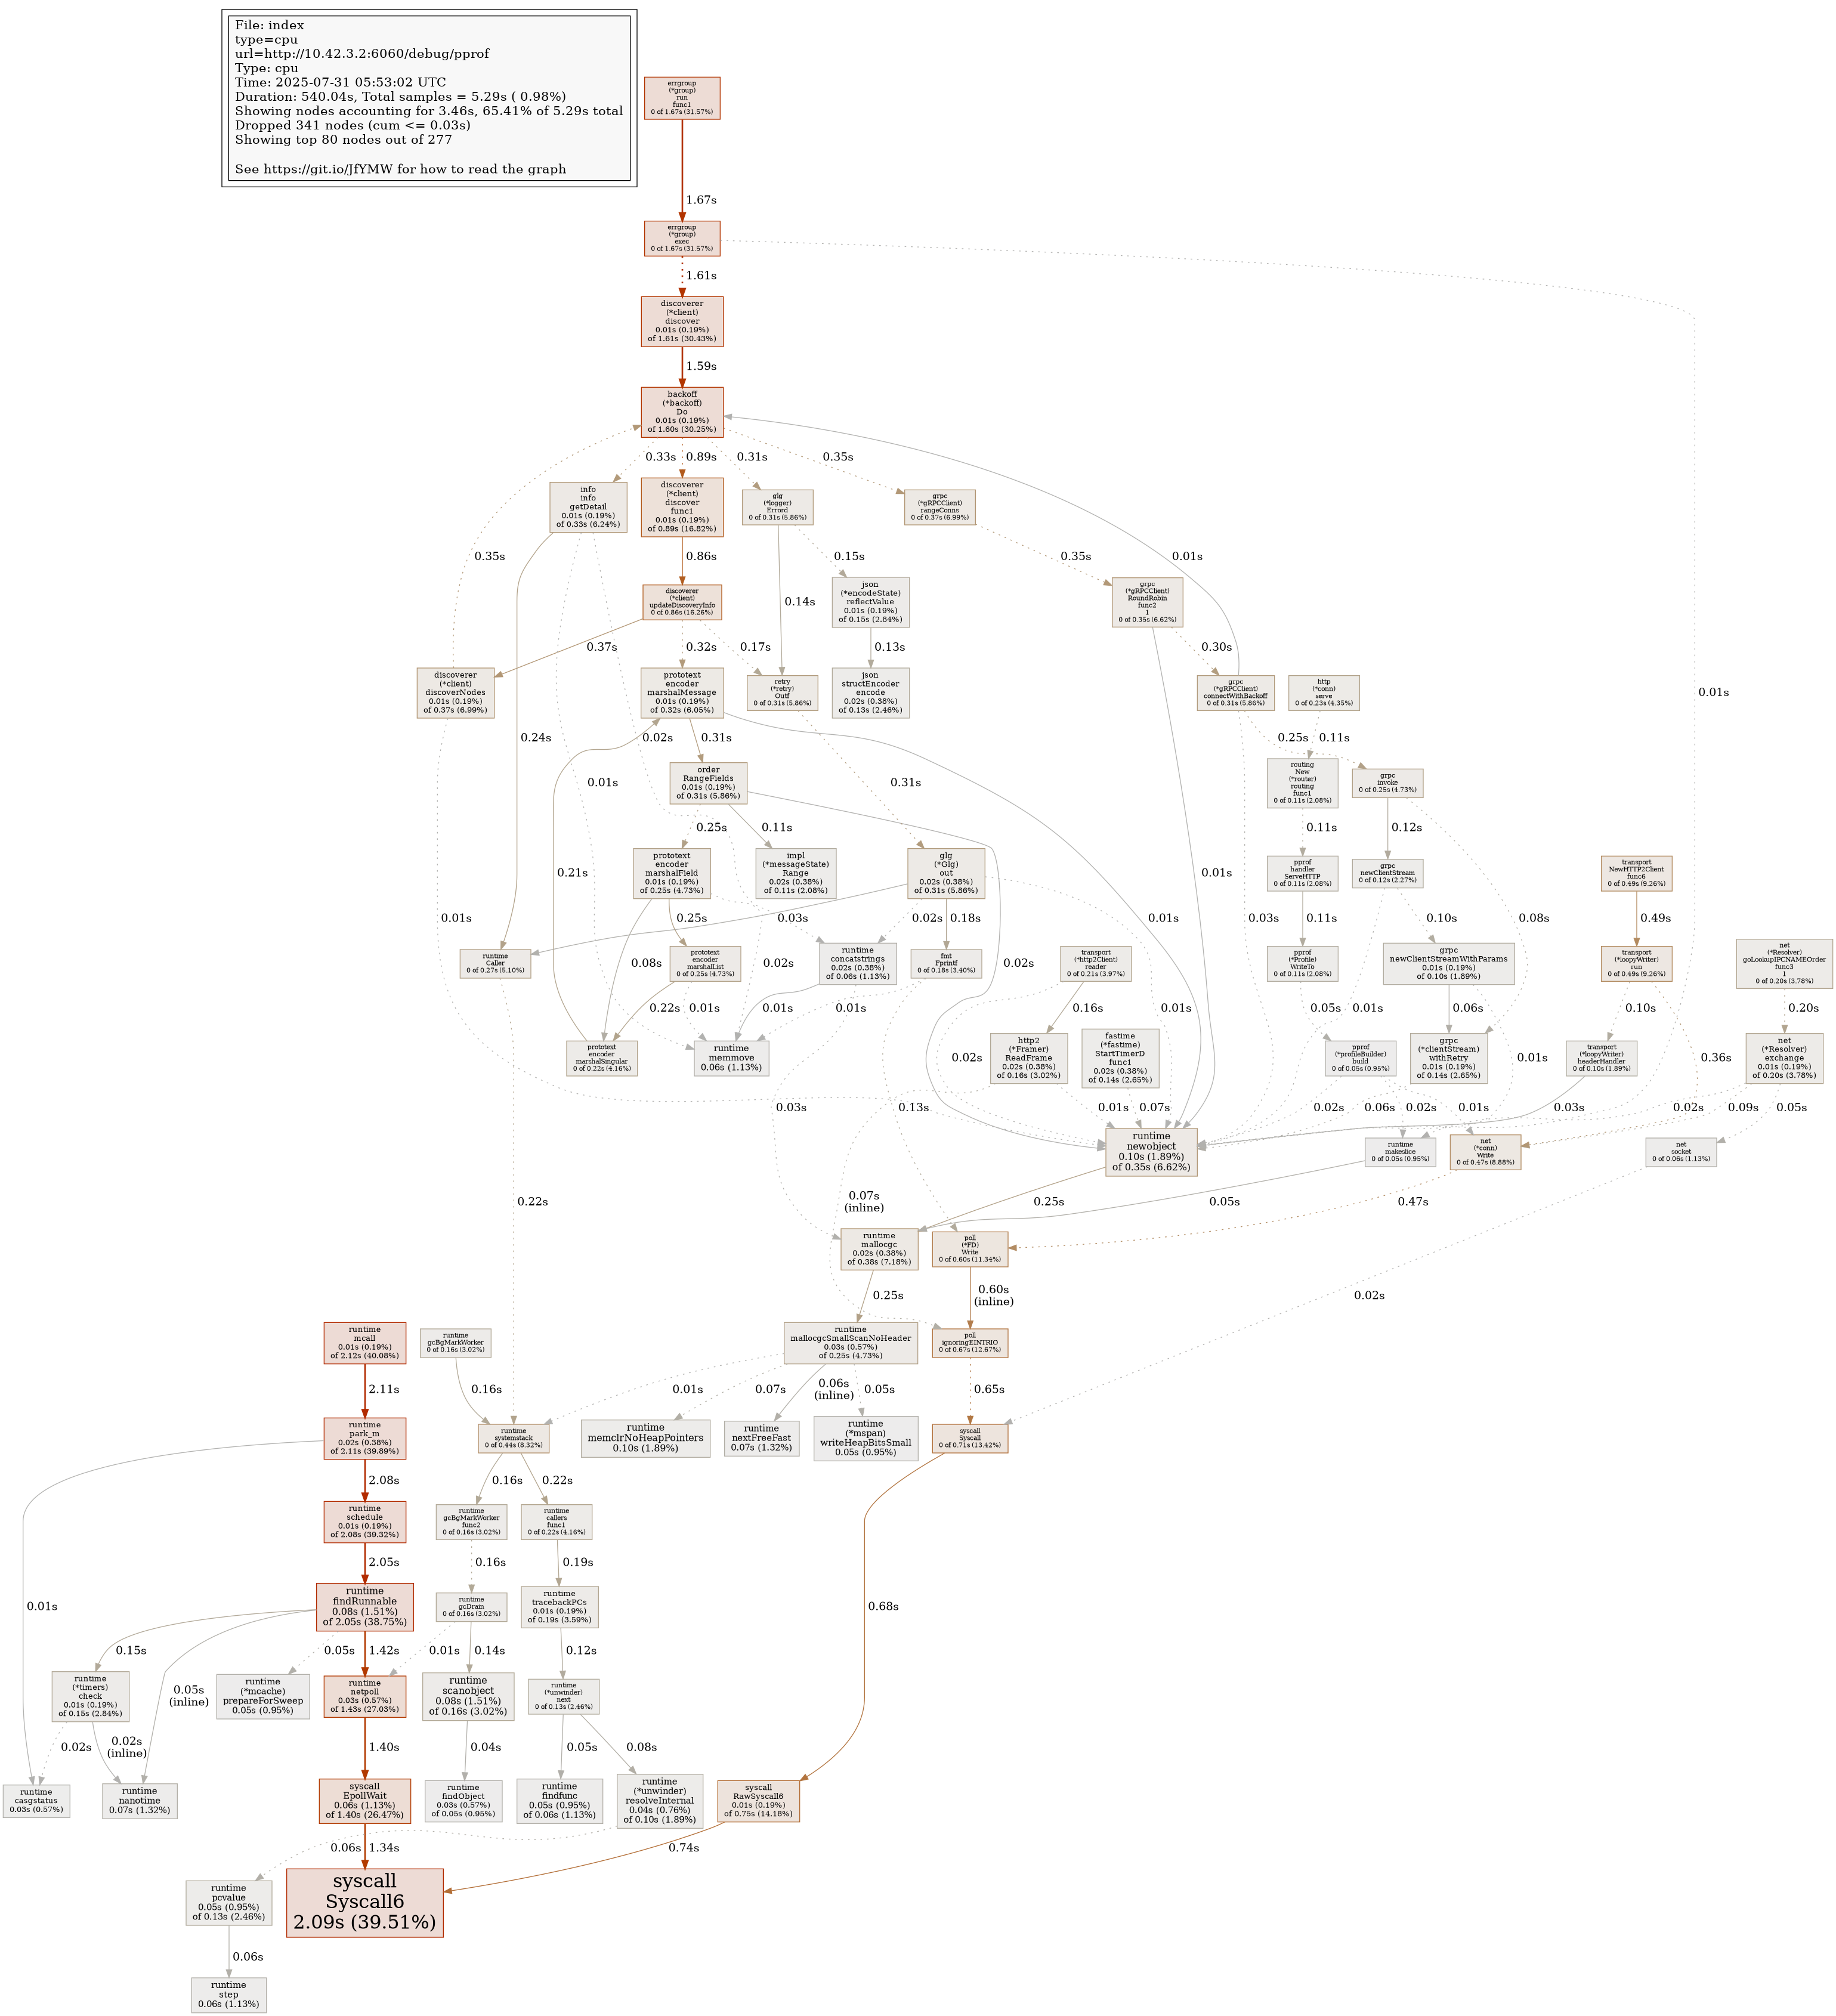 File: index
type=cpu
url=http://10.42.3.2:6060/debug/pprof
Type: cpu
Time: 2025-07-31 05:53:02 UTC
Duration: 540.04s, Total samples = 5.29s ( 0.98%)
Showing nodes accounting for 3.46s, 65.41% of 5.29s total
Dropped 341 nodes (cum <= 0.03s)
Showing top 80 nodes out of 277
See https://git.io/JfYMW for how to read the graph
errgroup
(*group)
run
func1
0 of 1.67s (31.57%)
1.67s
errgroup
(*group)
exec
0 of 1.67s (31.57%)
1.61s
0.01s
discoverer
(*client)
discover
0.01s (0.19%)
of 1.61s (30.43%)
1.59s
backoff
(*backoff)
Do
0.01s (0.19%)
of 1.60s (30.25%)
0.33s
0.89s
0.31s
0.35s
info
info
getDetail
0.01s (0.19%)
of 0.33s (6.24%)
discoverer
(*client)
discover
func1
0.01s (0.19%)
of 0.89s (16.82%)
glg
(*logger)
Errord
0 of 0.31s (5.86%)
grpc
(*gRPCClient)
rangeConns
0 of 0.37s (6.99%)
0.35s
0.86s
0.15s
0.35s
0.01s
discoverer
(*client)
updateDiscoveryInfo
0 of 0.86s (16.26%)
0.14s
json
(*encodeState)
reflectValue
0.01s (0.19%)
of 0.15s (2.84%)
grpc
(*gRPCClient)
RoundRobin
func2
1
0 of 0.35s (6.62%)
0.37s
0.32s
0.17s
0.13s
0.30s
discoverer
(*client)
discoverNodes
0.01s (0.19%)
of 0.37s (6.99%)
prototext
encoder
marshalMessage
0.01s (0.19%)
of 0.32s (6.05%)
retry
(*retry)
Outf
0 of 0.31s (5.86%)
json
structEncoder
encode
0.02s (0.38%)
of 0.13s (2.46%)
grpc
(*gRPCClient)
connectWithBackoff
0 of 0.31s (5.86%)
http
(*conn)
serve
0 of 0.23s (4.35%)
0.24s
0.02s
0.31s
0.25s
0.11s
0.01s
0.31s
order
RangeFields
0.01s (0.19%)
of 0.31s (5.86%)
routing
New
(*router)
routing
func1
0 of 0.11s (2.08%)
grpc
invoke
0 of 0.25s (4.73%)
0.25s
0.11s
0.11s
0.12s
prototext
encoder
marshalField
0.01s (0.19%)
of 0.25s (4.73%)
impl
(*messageState)
Range
0.02s (0.38%)
of 0.11s (2.08%)
glg
(*Glg)
out
0.02s (0.38%)
of 0.31s (5.86%)
pprof
handler
ServeHTTP
0 of 0.11s (2.08%)
grpc
newClientStream
0 of 0.12s (2.27%)
transport
NewHTTP2Client
func6
0 of 0.49s (9.26%)
0.21s
0.01s
0.01s
0.01s
0.03s
0.25s
0.03s
0.02s
0.18s
0.11s
0.10s
0.08s
0.49s
runtime
Caller
0 of 0.27s (5.10%)
prototext
encoder
marshalList
0 of 0.25s (4.73%)
runtime
concatstrings
0.02s (0.38%)
of 0.06s (1.13%)
fmt
Fprintf
0 of 0.18s (3.40%)
transport
(*http2Client)
reader
0 of 0.21s (3.97%)
pprof
(*Profile)
WriteTo
0 of 0.11s (2.08%)
grpc
newClientStreamWithParams
0.01s (0.19%)
of 0.10s (1.89%)
transport
(*loopyWriter)
run
0 of 0.49s (9.26%)
net
(*Resolver)
goLookupIPCNAMEOrder
func3
1
0 of 0.20s (3.78%)
0.08s
0.02s
0.02s
0.22s
0.01s
0.01s
0.01s
0.16s
0.01s
0.05s
0.01s
0.06s
0.10s
0.20s
prototext
encoder
marshalSingular
0 of 0.22s (4.16%)
runtime
memmove
0.06s (1.13%)
http2
(*Framer)
ReadFrame
0.02s (0.38%)
of 0.16s (3.02%)
fastime
(*fastime)
StartTimerD
func1
0.02s (0.38%)
of 0.14s (2.65%)
pprof
(*profileBuilder)
build
0 of 0.05s (0.95%)
grpc
(*clientStream)
withRetry
0.01s (0.19%)
of 0.14s (2.65%)
transport
(*loopyWriter)
headerHandler
0 of 0.10s (1.89%)
net
(*Resolver)
exchange
0.01s (0.19%)
of 0.20s (3.78%)
0.02s
0.01s
0.36s
0.03s
0.13s
0.01s
0.07s
0.02s
0.06s
0.02s
0.01s
0.03s
0.02s
0.09s
0.05s
runtime
newobject
0.10s (1.89%)
of 0.35s (6.62%)
runtime
makeslice
0 of 0.05s (0.95%)
net
(*conn)
Write
0 of 0.47s (8.88%)
net
socket
0 of 0.06s (1.13%)
0.22s
0.07s
(inline)
0.25s
0.05s
0.47s
runtime
mallocgc
0.02s (0.38%)
of 0.38s (7.18%)
poll
(*FD)
Write
0 of 0.60s (11.34%)
0.25s
0.60s
(inline)
0.02s
runtime
mcall
0.01s (0.19%)
of 2.12s (40.08%)
runtime
gcBgMarkWorker
0 of 0.16s (3.02%)
runtime
mallocgcSmallScanNoHeader
0.03s (0.57%)
of 0.25s (4.73%)
poll
ignoringEINTRIO
0 of 0.67s (12.67%)
2.11s
0.16s
0.01s
0.07s
0.06s
(inline)
0.05s
0.65s
runtime
park_m
0.02s (0.38%)
of 2.11s (39.89%)
runtime
systemstack
0 of 0.44s (8.32%)
runtime
memclrNoHeapPointers
0.10s (1.89%)
runtime
nextFreeFast
0.07s (1.32%)
runtime
(*mspan)
writeHeapBitsSmall
0.05s (0.95%)
syscall
Syscall
0 of 0.71s (13.42%)
2.08s
0.16s
0.22s
runtime
schedule
0.01s (0.19%)
of 2.08s (39.32%)
runtime
gcBgMarkWorker
func2
0 of 0.16s (3.02%)
runtime
callers
func1
0 of 0.22s (4.16%)
2.05s
0.16s
0.19s
0.01s
runtime
findRunnable
0.08s (1.51%)
of 2.05s (38.75%)
runtime
gcDrain
0 of 0.16s (3.02%)
runtime
tracebackPCs
0.01s (0.19%)
of 0.19s (3.59%)
0.68s
0.15s
0.05s
1.42s
0.01s
0.14s
0.12s
runtime
(*timers)
check
0.01s (0.19%)
of 0.15s (2.84%)
0.05s
(inline)
runtime
(*mcache)
prepareForSweep
0.05s (0.95%)
runtime
netpoll
0.03s (0.57%)
of 1.43s (27.03%)
runtime
scanobject
0.08s (1.51%)
of 0.16s (3.02%)
runtime
(*unwinder)
next
0 of 0.13s (2.46%)
0.02s
0.02s
(inline)
1.40s
0.04s
0.05s
0.08s
runtime
casgstatus
0.03s (0.57%)
runtime
nanotime
0.07s (1.32%)
syscall
EpollWait
0.06s (1.13%)
of 1.40s (26.47%)
runtime
findObject
0.03s (0.57%)
of 0.05s (0.95%)
runtime
findfunc
0.05s (0.95%)
of 0.06s (1.13%)
runtime
(*unwinder)
resolveInternal
0.04s (0.76%)
of 0.10s (1.89%)
syscall
RawSyscall6
0.01s (0.19%)
of 0.75s (14.18%)
0.06s
1.34s
0.74s
runtime
pcvalue
0.05s (0.95%)
of 0.13s (2.46%)
syscall
Syscall6
2.09s (39.51%)
0.06s
runtime
step
0.06s (1.13%)